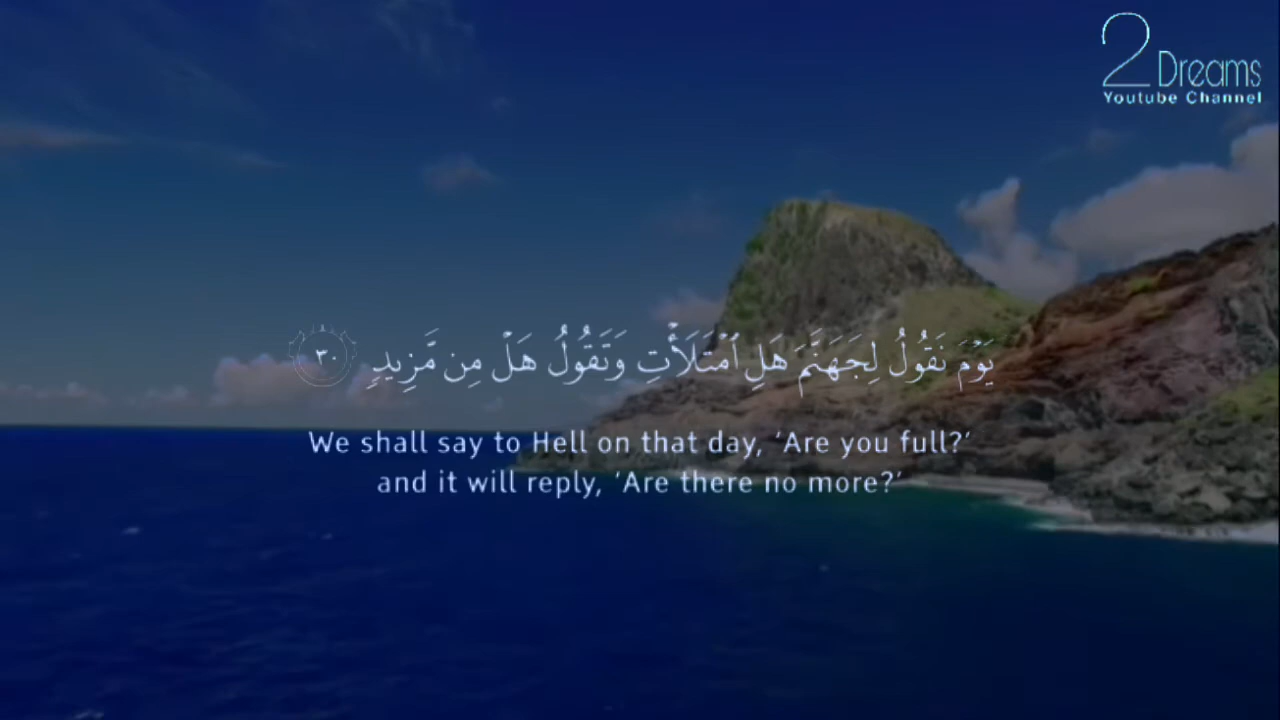 2 Dreams
Youtube Channel
يَوۡمَ نَقُولُ لِجَهَنَّمَ هَلِ ٱمۡتَلَأۡتِ وَتَقُولُ هَلۡ مِن مَّزِيدٖ ٣٠
We shall say to Hell on that day, ‘Are you full?’
and it will reply, ‘Are there no more?’